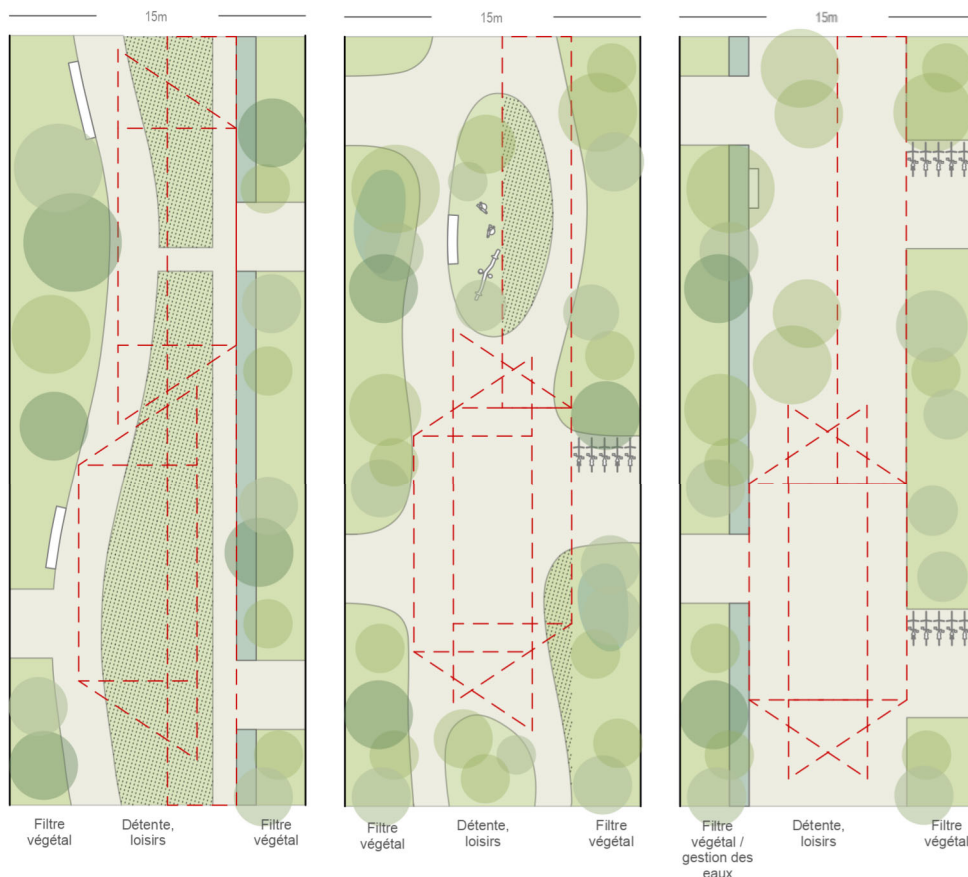 15m
15m
15m
Filtre
végétal
Détente,
loisirs
Filtre
végétal
Filtre
végétal
Détente,
loisirs
Filtre
végétal
Filtre
végétal /
gestion des
eaux
Détente,
loisirs
Filtre
végétal